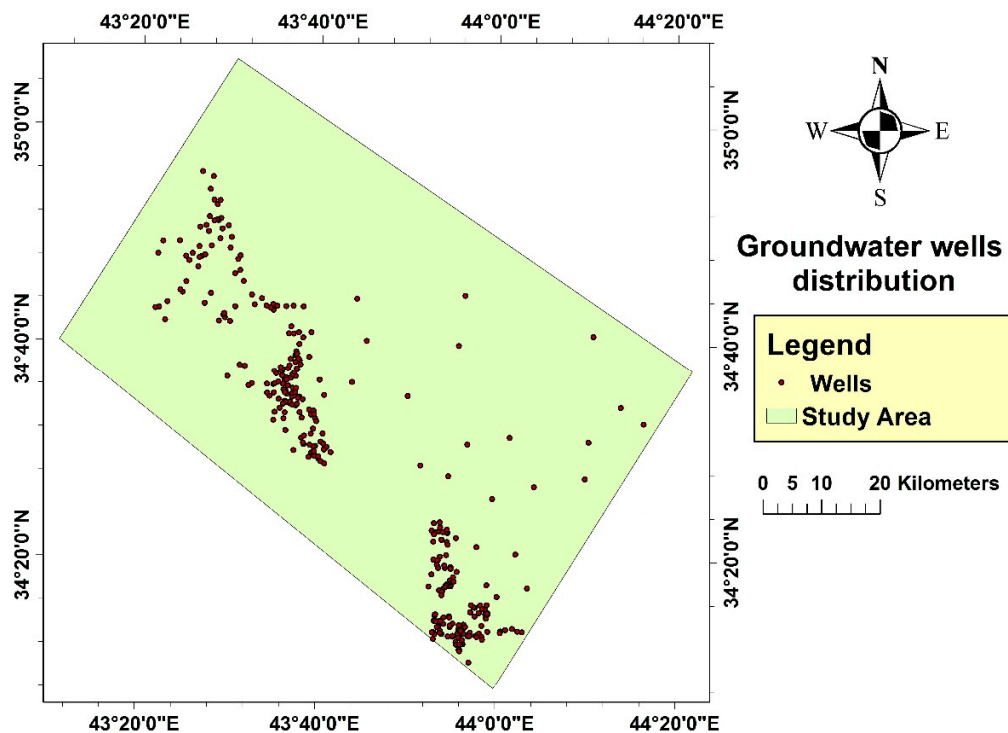 43°20'0"E 43°40'0"E 44°0'0"E 44°20'0"E
35°0'0"N
34°40'0"N
34°20'0"N
35°0'0"N
34°40'0"N
34°20'0"N
43°20'0"E 43°40'0"E 44°0'0"E 44°20'0"E
N
W E
S
Groundwater wells
distribution
Legend
Wells
Study Area
0 5 10 20 Kilometers